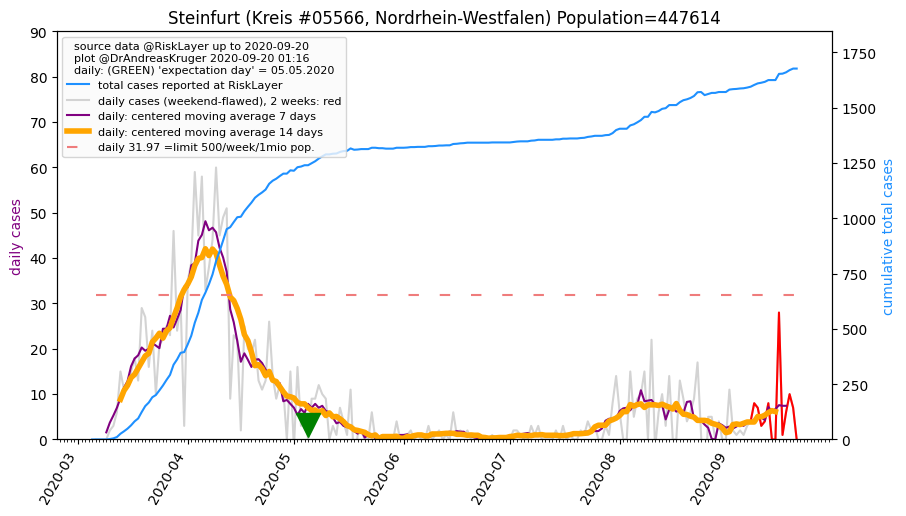 Steinfurt (Kreis #05566, Nordrhein-Westfalen) Population=447614
source data @RiskLayer up to 2020-09-20
plot @DrAndreasKruger 2020-09-20 01:16
daily: (GREEN) 'expectation day' = 05.05.2020
total cases reported at RiskLayer
daily cases (weekend-flawed), 2 weeks: red
daily: centered moving average 7 days
daily: centered moving average 14 days
daily 31.97 =limit 500/week/1mio pop.
daily cases
90
80
70
60
50
40
30
20
10
0
1750
1500
1250
1000
750
500
250
0
cumulative total cases
2020-03
2020-04
2020-05
2020-06
2020-07
2020-08
2020-09